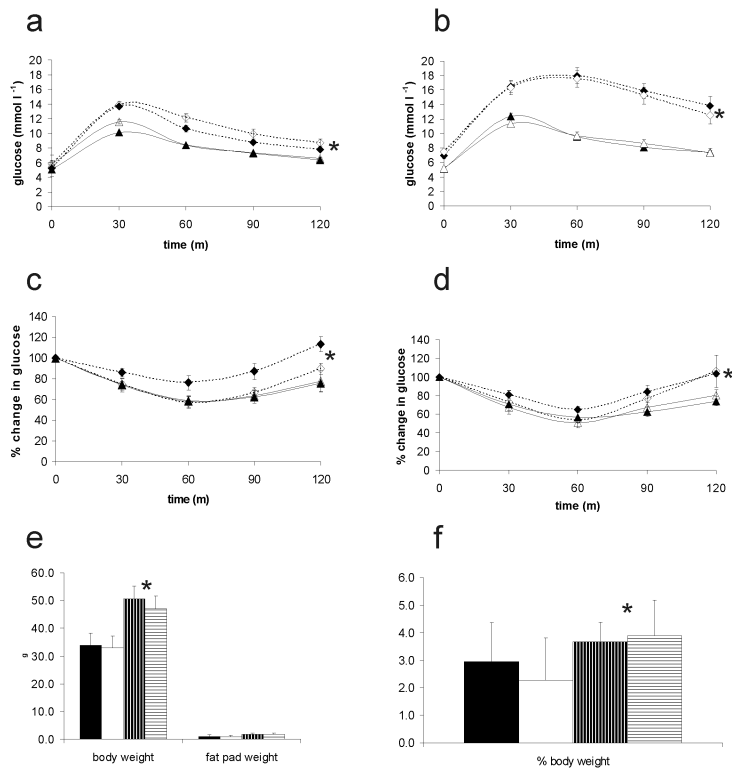 a
glucose (mmol l⁻¹)
20
18
16
14
12
10
8
6
4
2
0
0 30 60 90 120
time (m)
*
b
glucose (mmol l⁻¹)
20
18
16
14
12
10
8
6
4
2
0
0 30 60 90 120
time (m)
*
c
% change in glucose
140
120
100
80
60
40
20
0
0 30 60 90 120
time (m)
*
d
% change in glucose
140
120
100
80
60
40
20
0
0 30 60 90 120
time (m)
*
e
g
60.0
50.0
40.0
30.0
20.0
10.0
0.0
body weight fat pad weight
*
f
6.0
5.0
4.0
3.0
2.0
1.0
0.0
% body weight
*